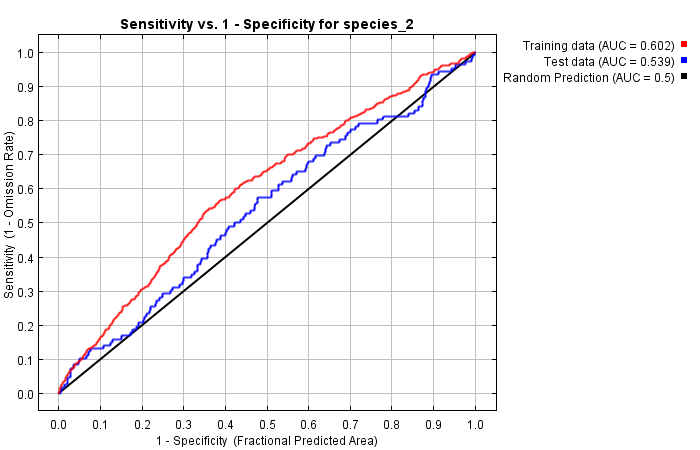 Sensitivity vs. 1 - Specificity for species_2
Training data (AUC = 0.602)
Test data (AUC = 0.539)
Random Prediction (AUC = 0.5)
Sensitivity (1 - Omission Rate)
1.0
0.9
0.8
0.7
0.6
0.5
0.4
0.3
0.2
0.1
0.0
0.0 0.1 0.2 0.3 0.4 0.5 0.6 0.7 0.8 0.9 1.0
1 - Specificity (Fractional Predicted Area)